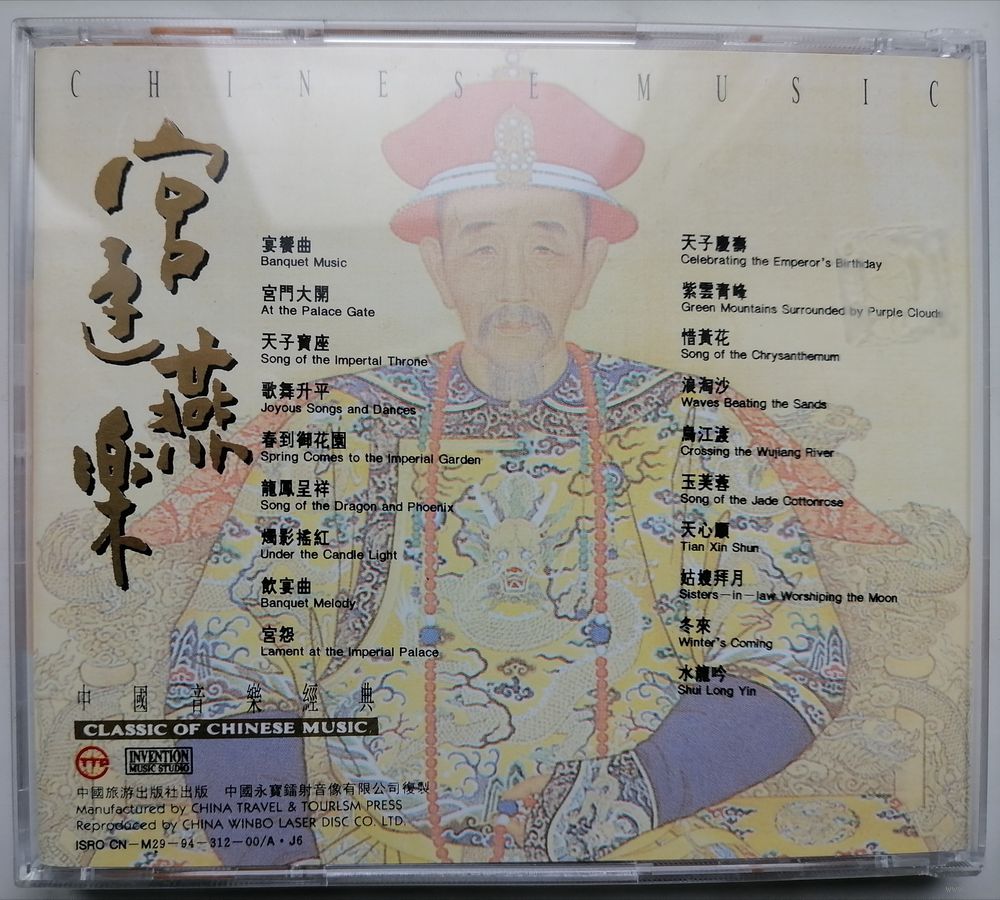 CHINESE MUSIC
宮廷燕樂
宴饗曲
Banquet Music
宮門大開
At the Palace Gate
天子寶座
Song of the Impertal Throne
歌舞升平
Joyous Songs and Dances
春到御花園
Spring Comes to the Imperial Garden
龍鳳呈祥
Song of the Dragon and Phoenix
燭影搖紅
Under the Candle Light
飲宴曲
Banquet Melody
宮怨
Lament at the Imperial Palace
天子慶壽
Celebrating the Emperor's Birthday
紫雲青峰
Green Mountains Surrounded by Purple Clouds
惜黃花
Song of the Chrysanthemum
浪淘沙
Waves Beating the Sands
烏江渡
Crossing the Wujiang River
玉芙蓉
Song of the Jade Cottonrose
天心順
Tian Xin Shun
姑嫂拜月
Sisters-in-law Worshiping the Moon
冬來
Winter's Coming
水龍吟
Shui Long Yin
中國音樂經典
CLASSIC OF CHINESE MUSIC
INVENTION
MUSIC STUDIO
中國旅游出版社出版 中國永寶鐳射音像有限公司復製
Manufactured by CHINA TRAVEL & TOURLSM PRESS
Reproduced by CHINA WINBO LASER DISC CO. LTD.
ISRO CN-M29-94-312-00/A·J6